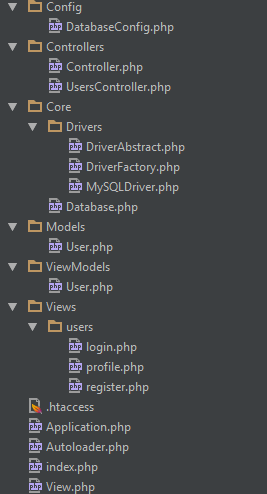 Config
DatabaseConfig.php
Controllers
Controller.php
UsersController.php
Core
Drivers
DriverAbstract.php
DriverFactory.php
MySQLDriver.php
Database.php
Models
User.php
ViewModels
User.php
Views
users
login.php
profile.php
register.php
.htaccess
Application.php
Autoloader.php
index.php
View.php